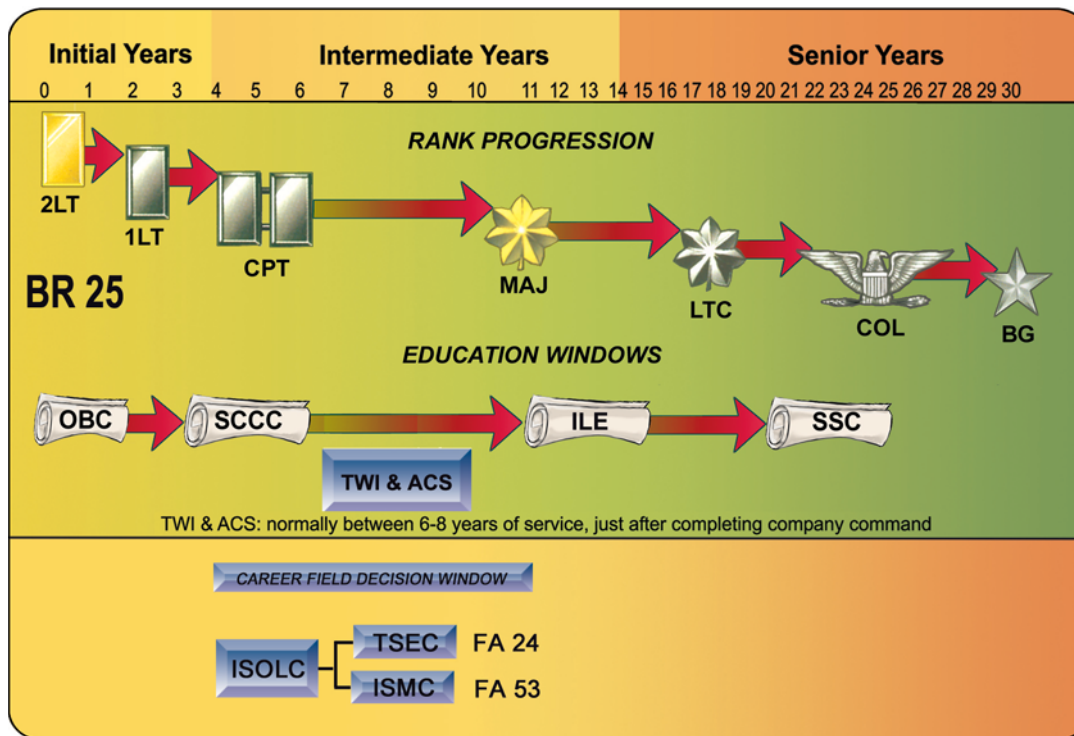 Initial Years Intermediate Years Senior Years
0 1 2 3 4 5 6 7 8 9 10 11 12 13 14 15 16 17 18 19 20 21 22 23 24 25 26 27 28 29 30
RANK PROGRESSION
2LT
1LT
CPT
MAJ
LTC
COL
BG
BR 25
EDUCATION WINDOWS
OBC SCCC ILE SSC
TWI & ACS
TWI & ACS: normally between 6-8 years of service, just after completing company command
CAREER FIELD DECISION WINDOW
ISOLC
TSEC FA 24
ISMC FA 53